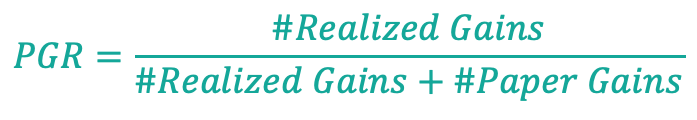 #Realized Gains
PGR =
#Realized Gains + #Paper Gains